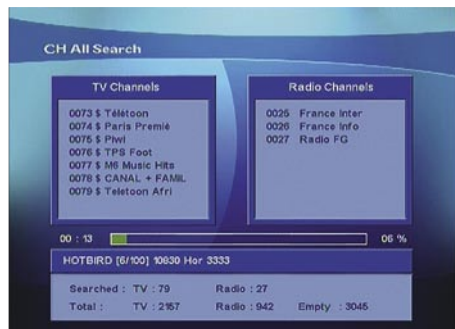 CH All Search
TV Channels
0073 $ Télétoon
0074 $ Paris Premiè
0075 $ Piwi
0076 $ TPS Foot
0077 $ M6 Music Hits
0078 $ CANAL + FAMIL
0079 $ Teletoon Afri
Radio Channels
0025 France Inter
0026 France Info
0027 Radio FG
00 : 13 06 %
HOTBIRD [6/100] 10830 Hor 3333
Searched : TV : 79 Radio : 27
Total : TV : 2157 Radio : 942 Empty : 3045